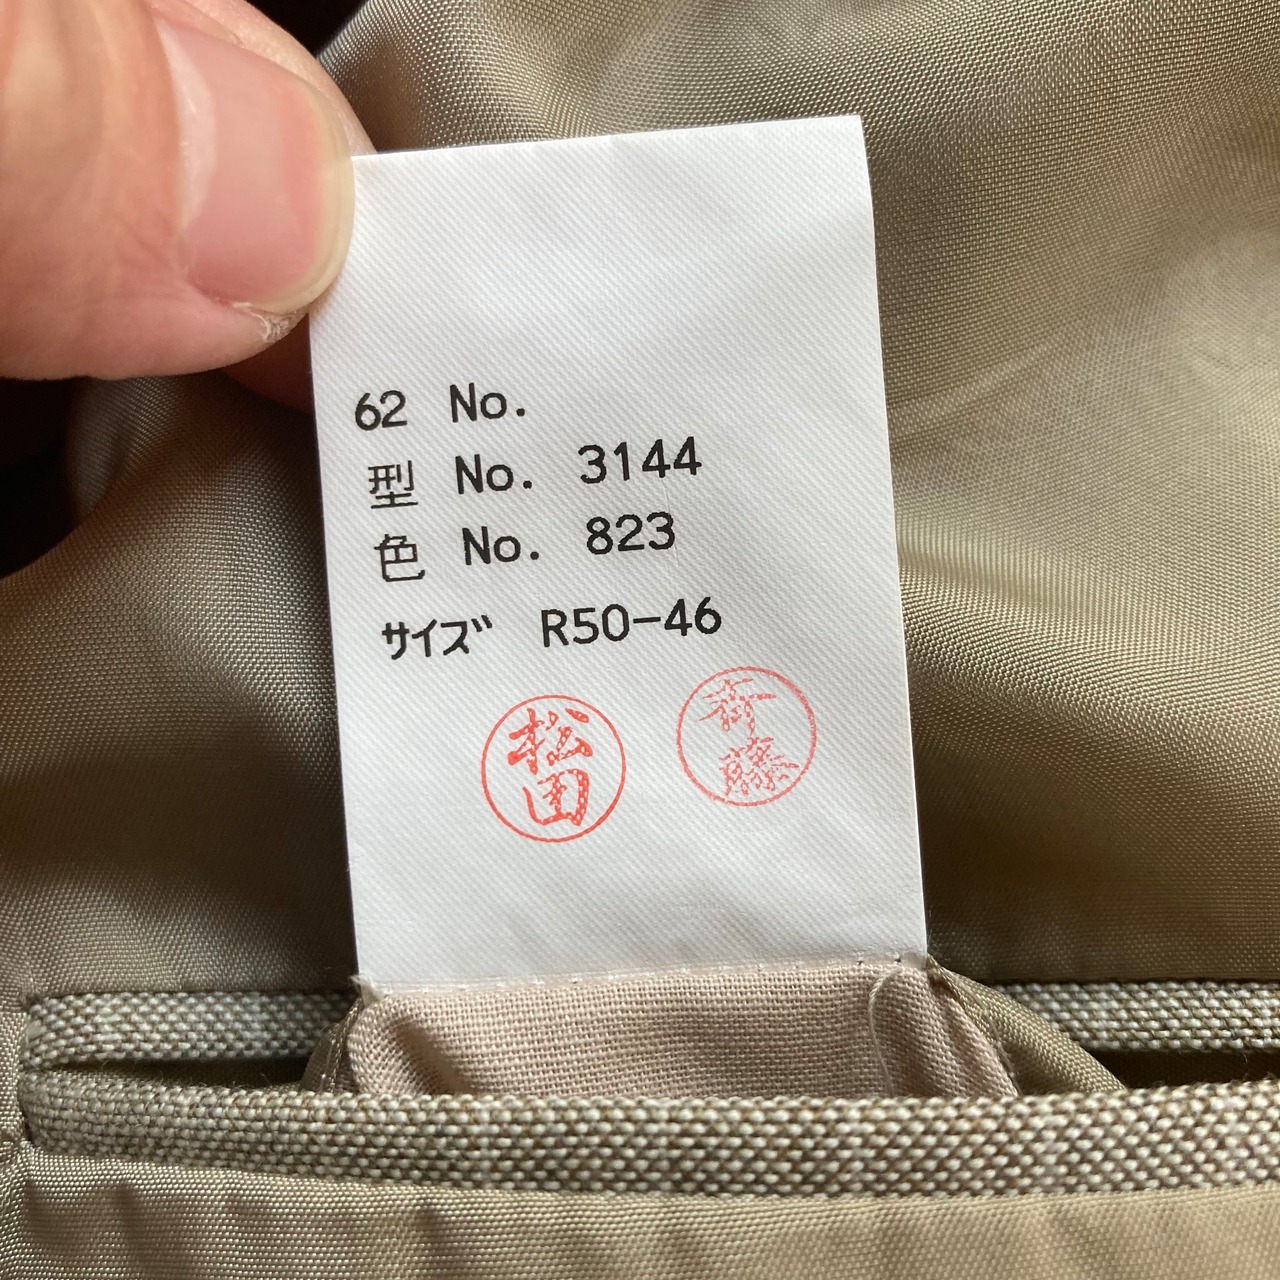 62 No.
型 No. 3144
色 No. 823
サイズ R50-46
松田
斉藤